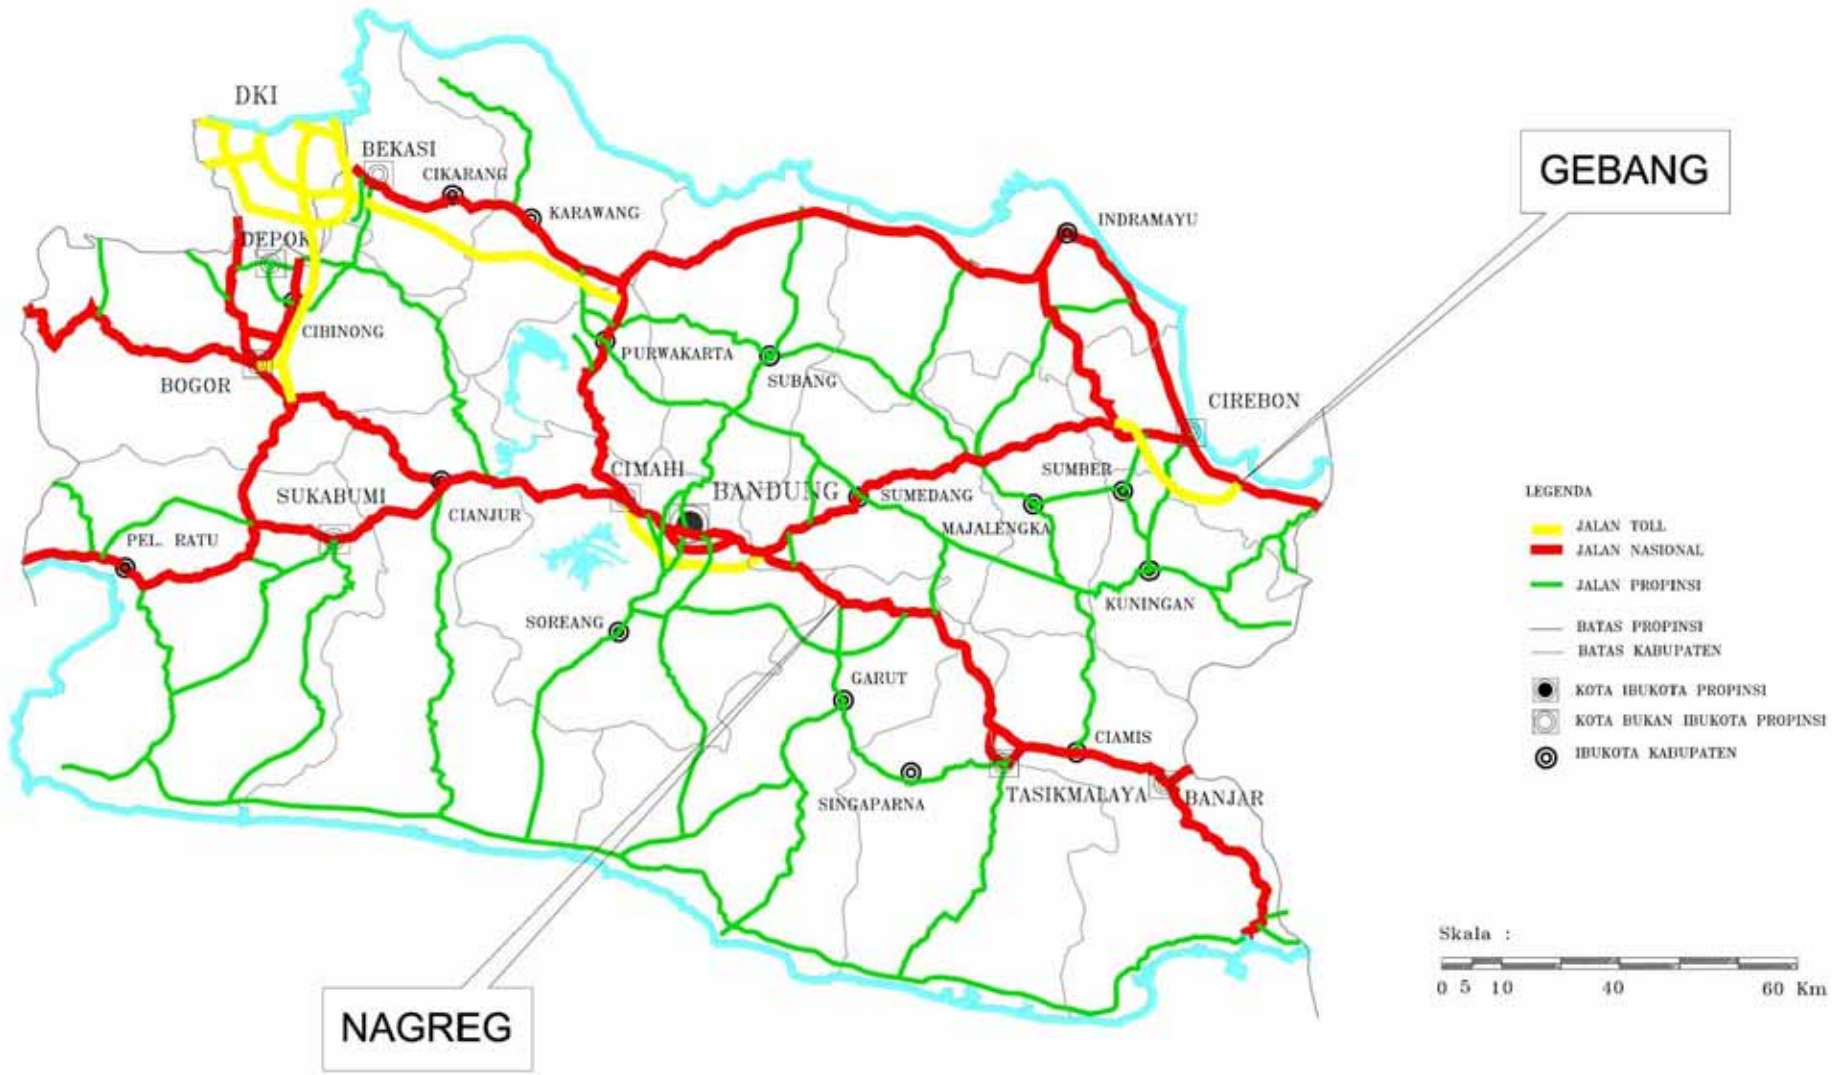 DKI
BEKASI
CIKARANG
KARAWANG
GEBANG
INDRAMAYU
DEPOK
CIBINONG
PURWAKARTA
SUBANG
BOGOR
CIREBON
CIMAHI
SUMBER
SUKABUMI
BANDUNG
SUMEDANG
CIANJUR
MAJALENGKA
PEL. RATU
KUNINGAN
SOREANG
GARUT
CIAMIS
SINGAPARNA
TASIKMALAYA
BANJAR
NAGREG
LEGENDA
JALAN TOLL
JALAN NASIONAL
JALAN PROPINSI
BATAS PROPINSI
BATAS KABUPATEN
KOTA IBUKOTA PROPINSI
KOTA BUKAN IBUKOTA PROPINSI
IBUKOTA KABUPATEN
Skala :
0 5 10 40 60 Km